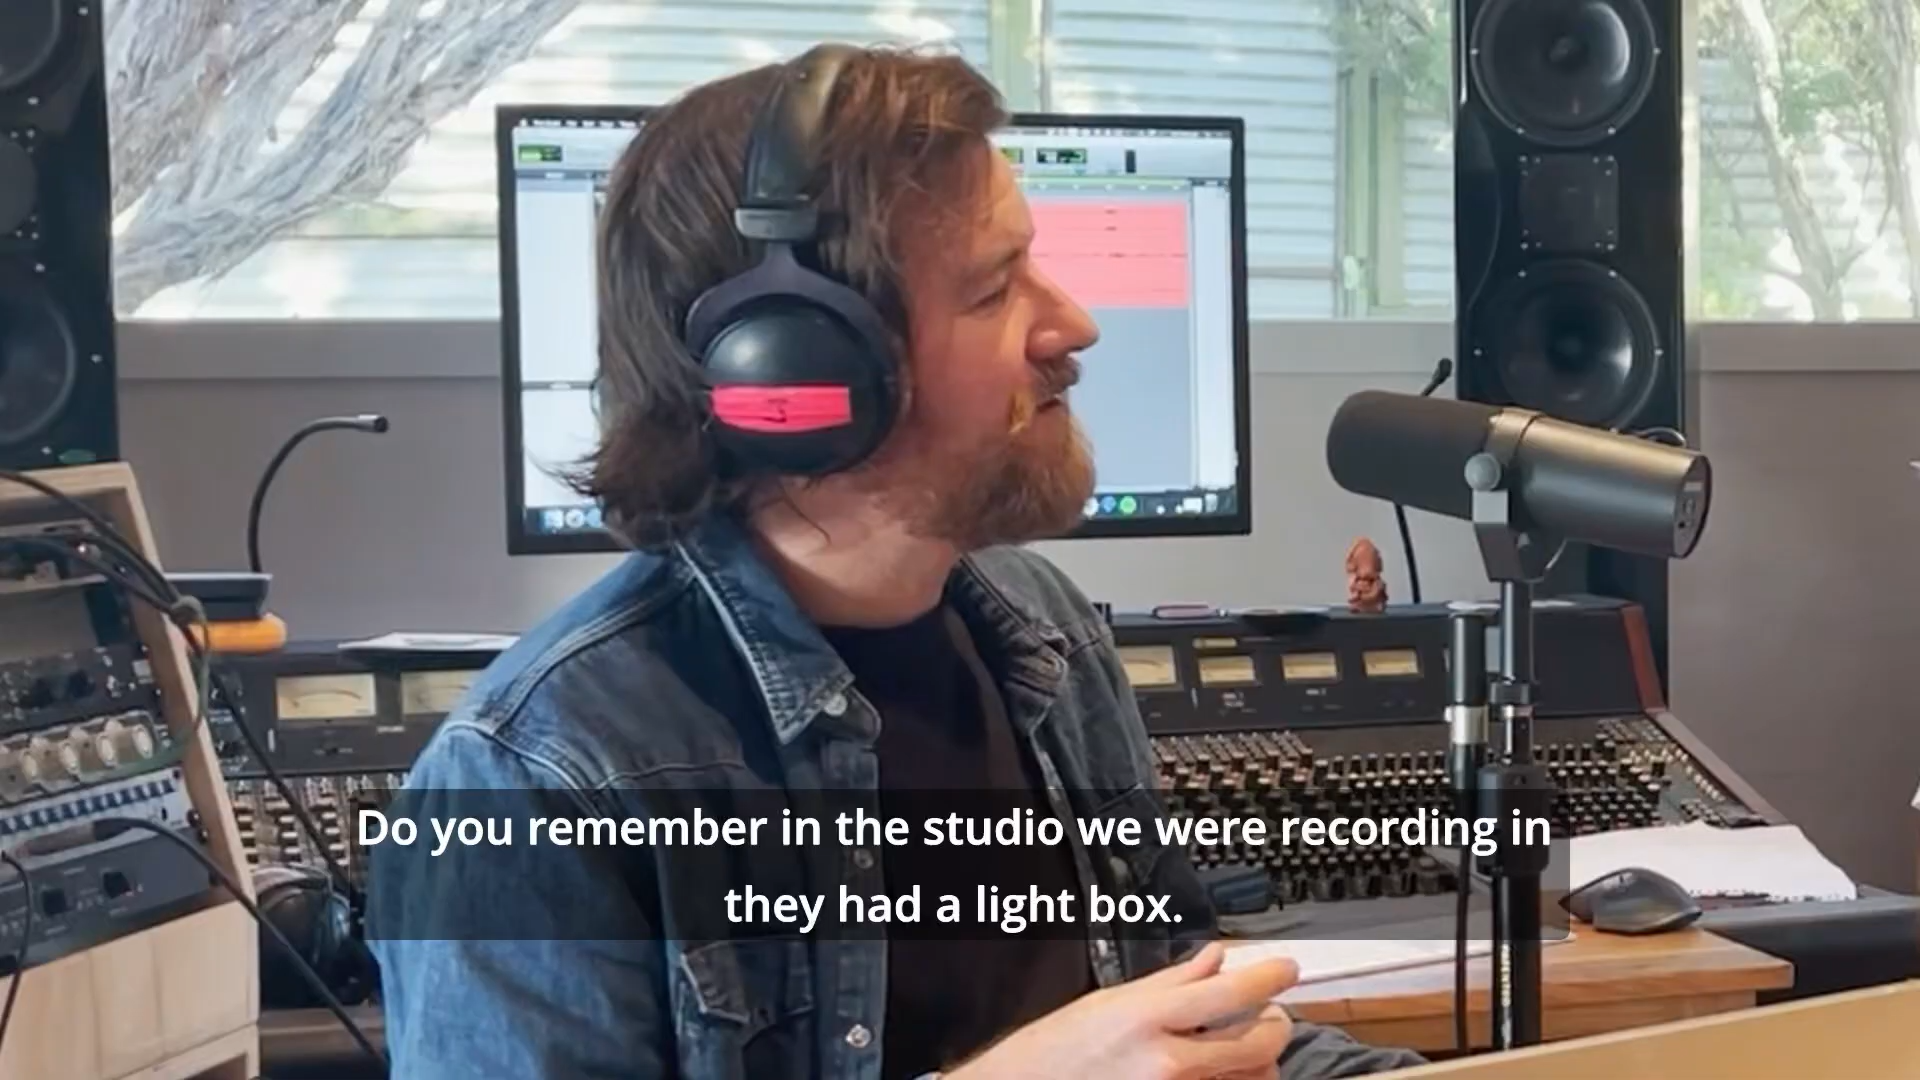 Do you remember in the studio we were recording in
they had a light box.